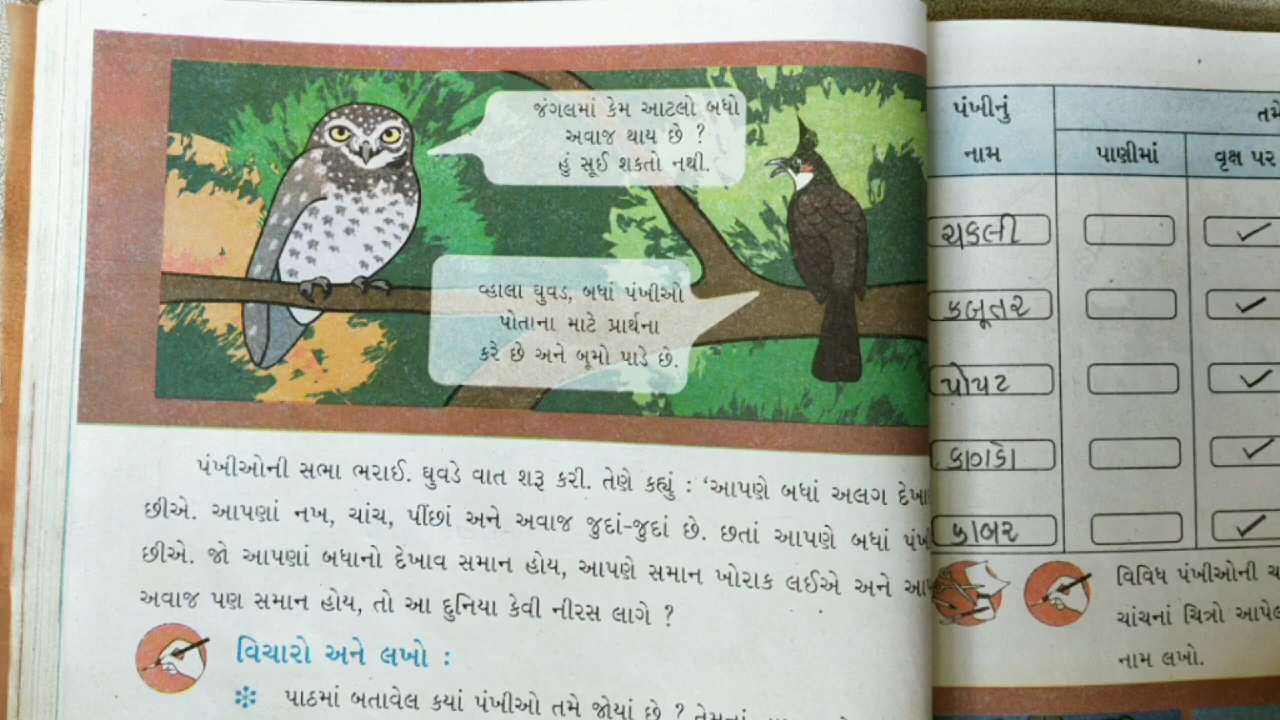 જંગલમાં કેમ આટલો બધો
અવાજ થાય છે ?
હું સૂઈ શકતો નથી.
વ્હાલા ઘુવડ, બધાં પંખીઓ
પોતાના માટે પ્રાર્થના
કરે છે અને બૂમો પાડે છે.
પંખીઓની સભા ભરાઈ. ઘુવડે વાત શરૂ કરી. તેણે કહ્યું : ‘આપણે બધાં અલગ
છીએ. આપણાં નખ, ચાંચ, પીંછાં અને અવાજ જુદાં-જુદાં છે. છતાં આપણે બધાં
છીએ. જો આપણાં બધાનો દેખાવ સમાન હોય, આપણે સમાન ખોરાક લઈએ અને
અવાજ પણ સમાન હોય, તો આ દુનિયા કેવી નીરસ લાગે ?
વિચારો અને લખો :
પાઠમાં બતાવેલ કયાં પંખીઓ તમે જોયાં છે ?
પંખીનું
નામ
પાણીમાં
વૃક્ષ પર
ચકલી ✓
કબૂતર ✓
પોપટ ✓
કાગડો ✓
કાબર ✓
વિવિધ પંખીઓની
ચાંચનાં ચિત્રો
નામ લખો.